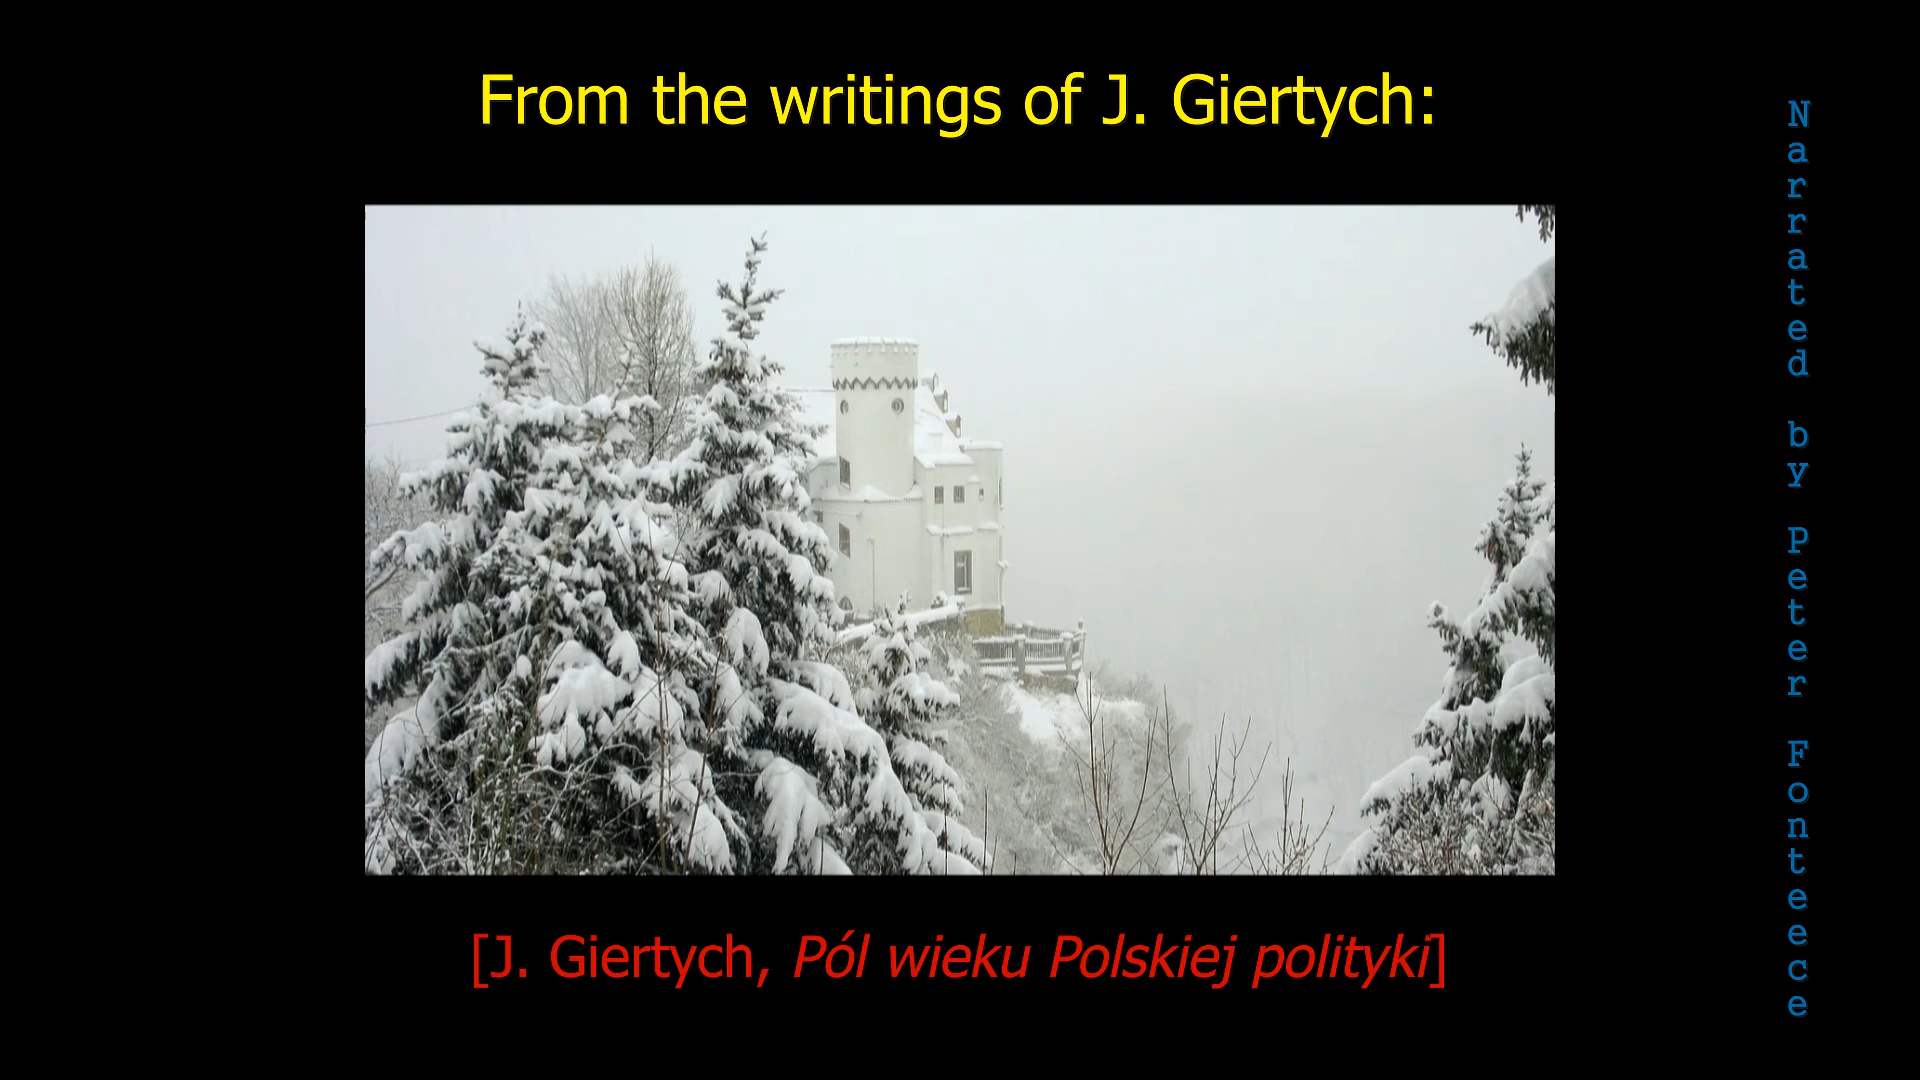 From the writings of J. Giertych:
[J. Giertych, Pól wieku Polskiej polityki]
Narrated by peter Fonteece